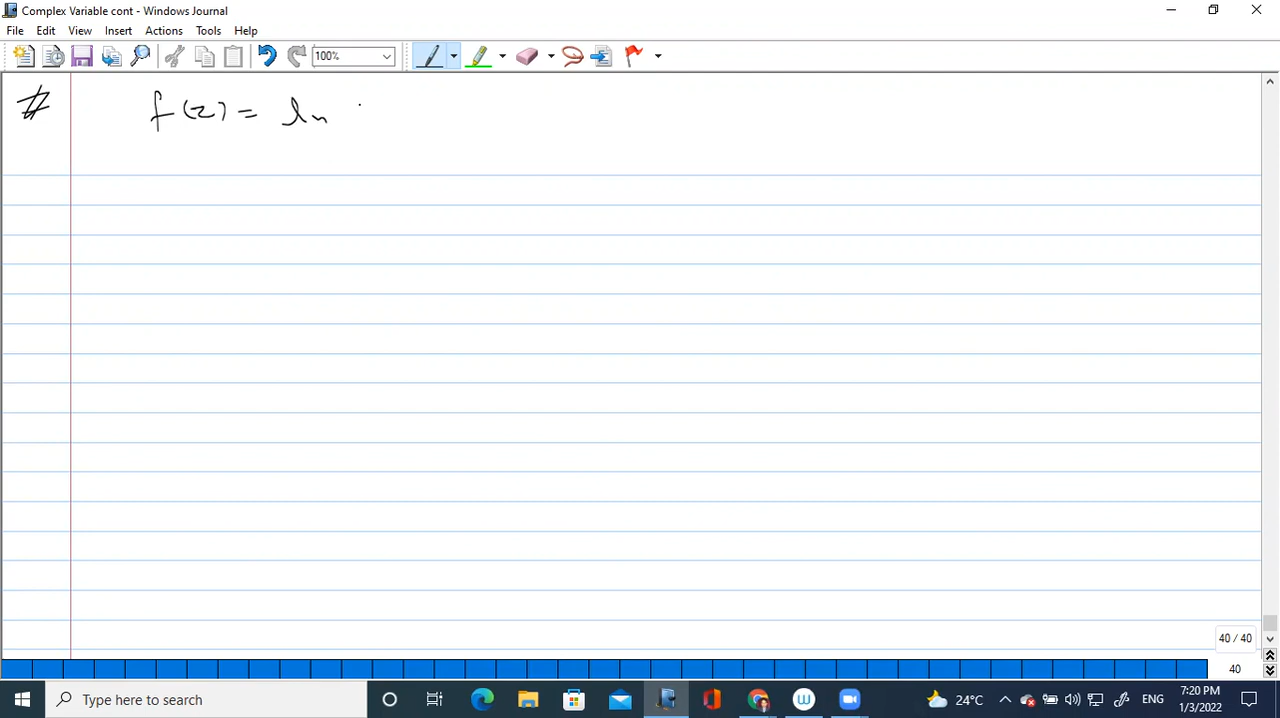 Complex Variable cont - Windows Journal
File Edit View Insert Actions Tools Help
100%
# f(z) = ln
40 / 40
40
Type here to search
24°C ENG 7:20 PM
1/3/2022